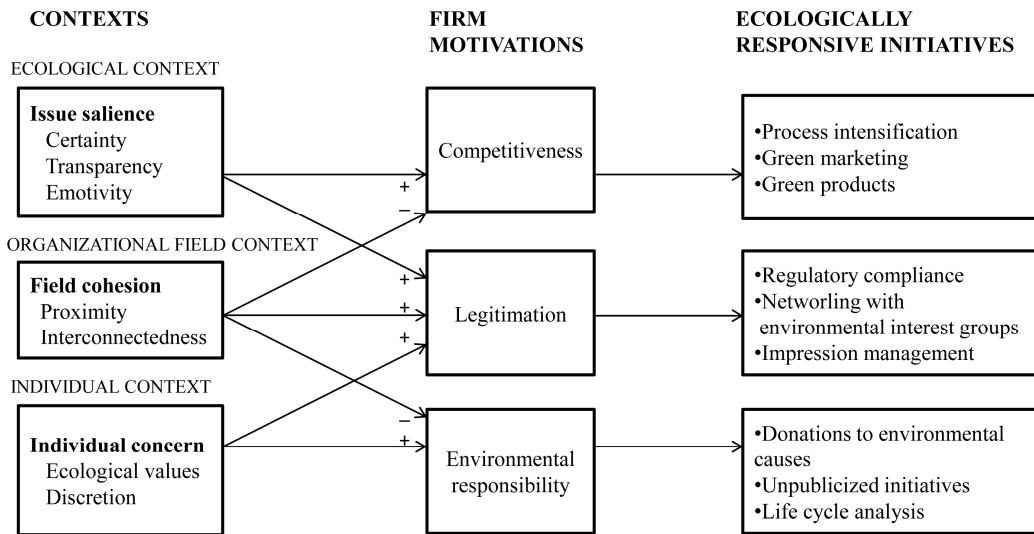 CONTEXTS
FIRM
MOTIVATIONS
ECOLOGICALLY
RESPONSIVE INITIATIVES
ECOLOGICAL CONTEXT
Issue salience
Certainty
Transparency
Emotivity
ORGANIZATIONAL FIELD CONTEXT
Field cohesion
Proximity
Interconnectedness
INDIVIDUAL CONTEXT
Individual concern
Ecological values
Discretion
+
–
+
+
+
–
+
Competitiveness
Legitimation
Environmental
responsibility
•Process intensification
•Green marketing
•Green products
•Regulatory compliance
•Networling with
environmental interest groups
•Impression management
•Donations to environmental
causes
•Unpublicized initiatives
•Life cycle analysis